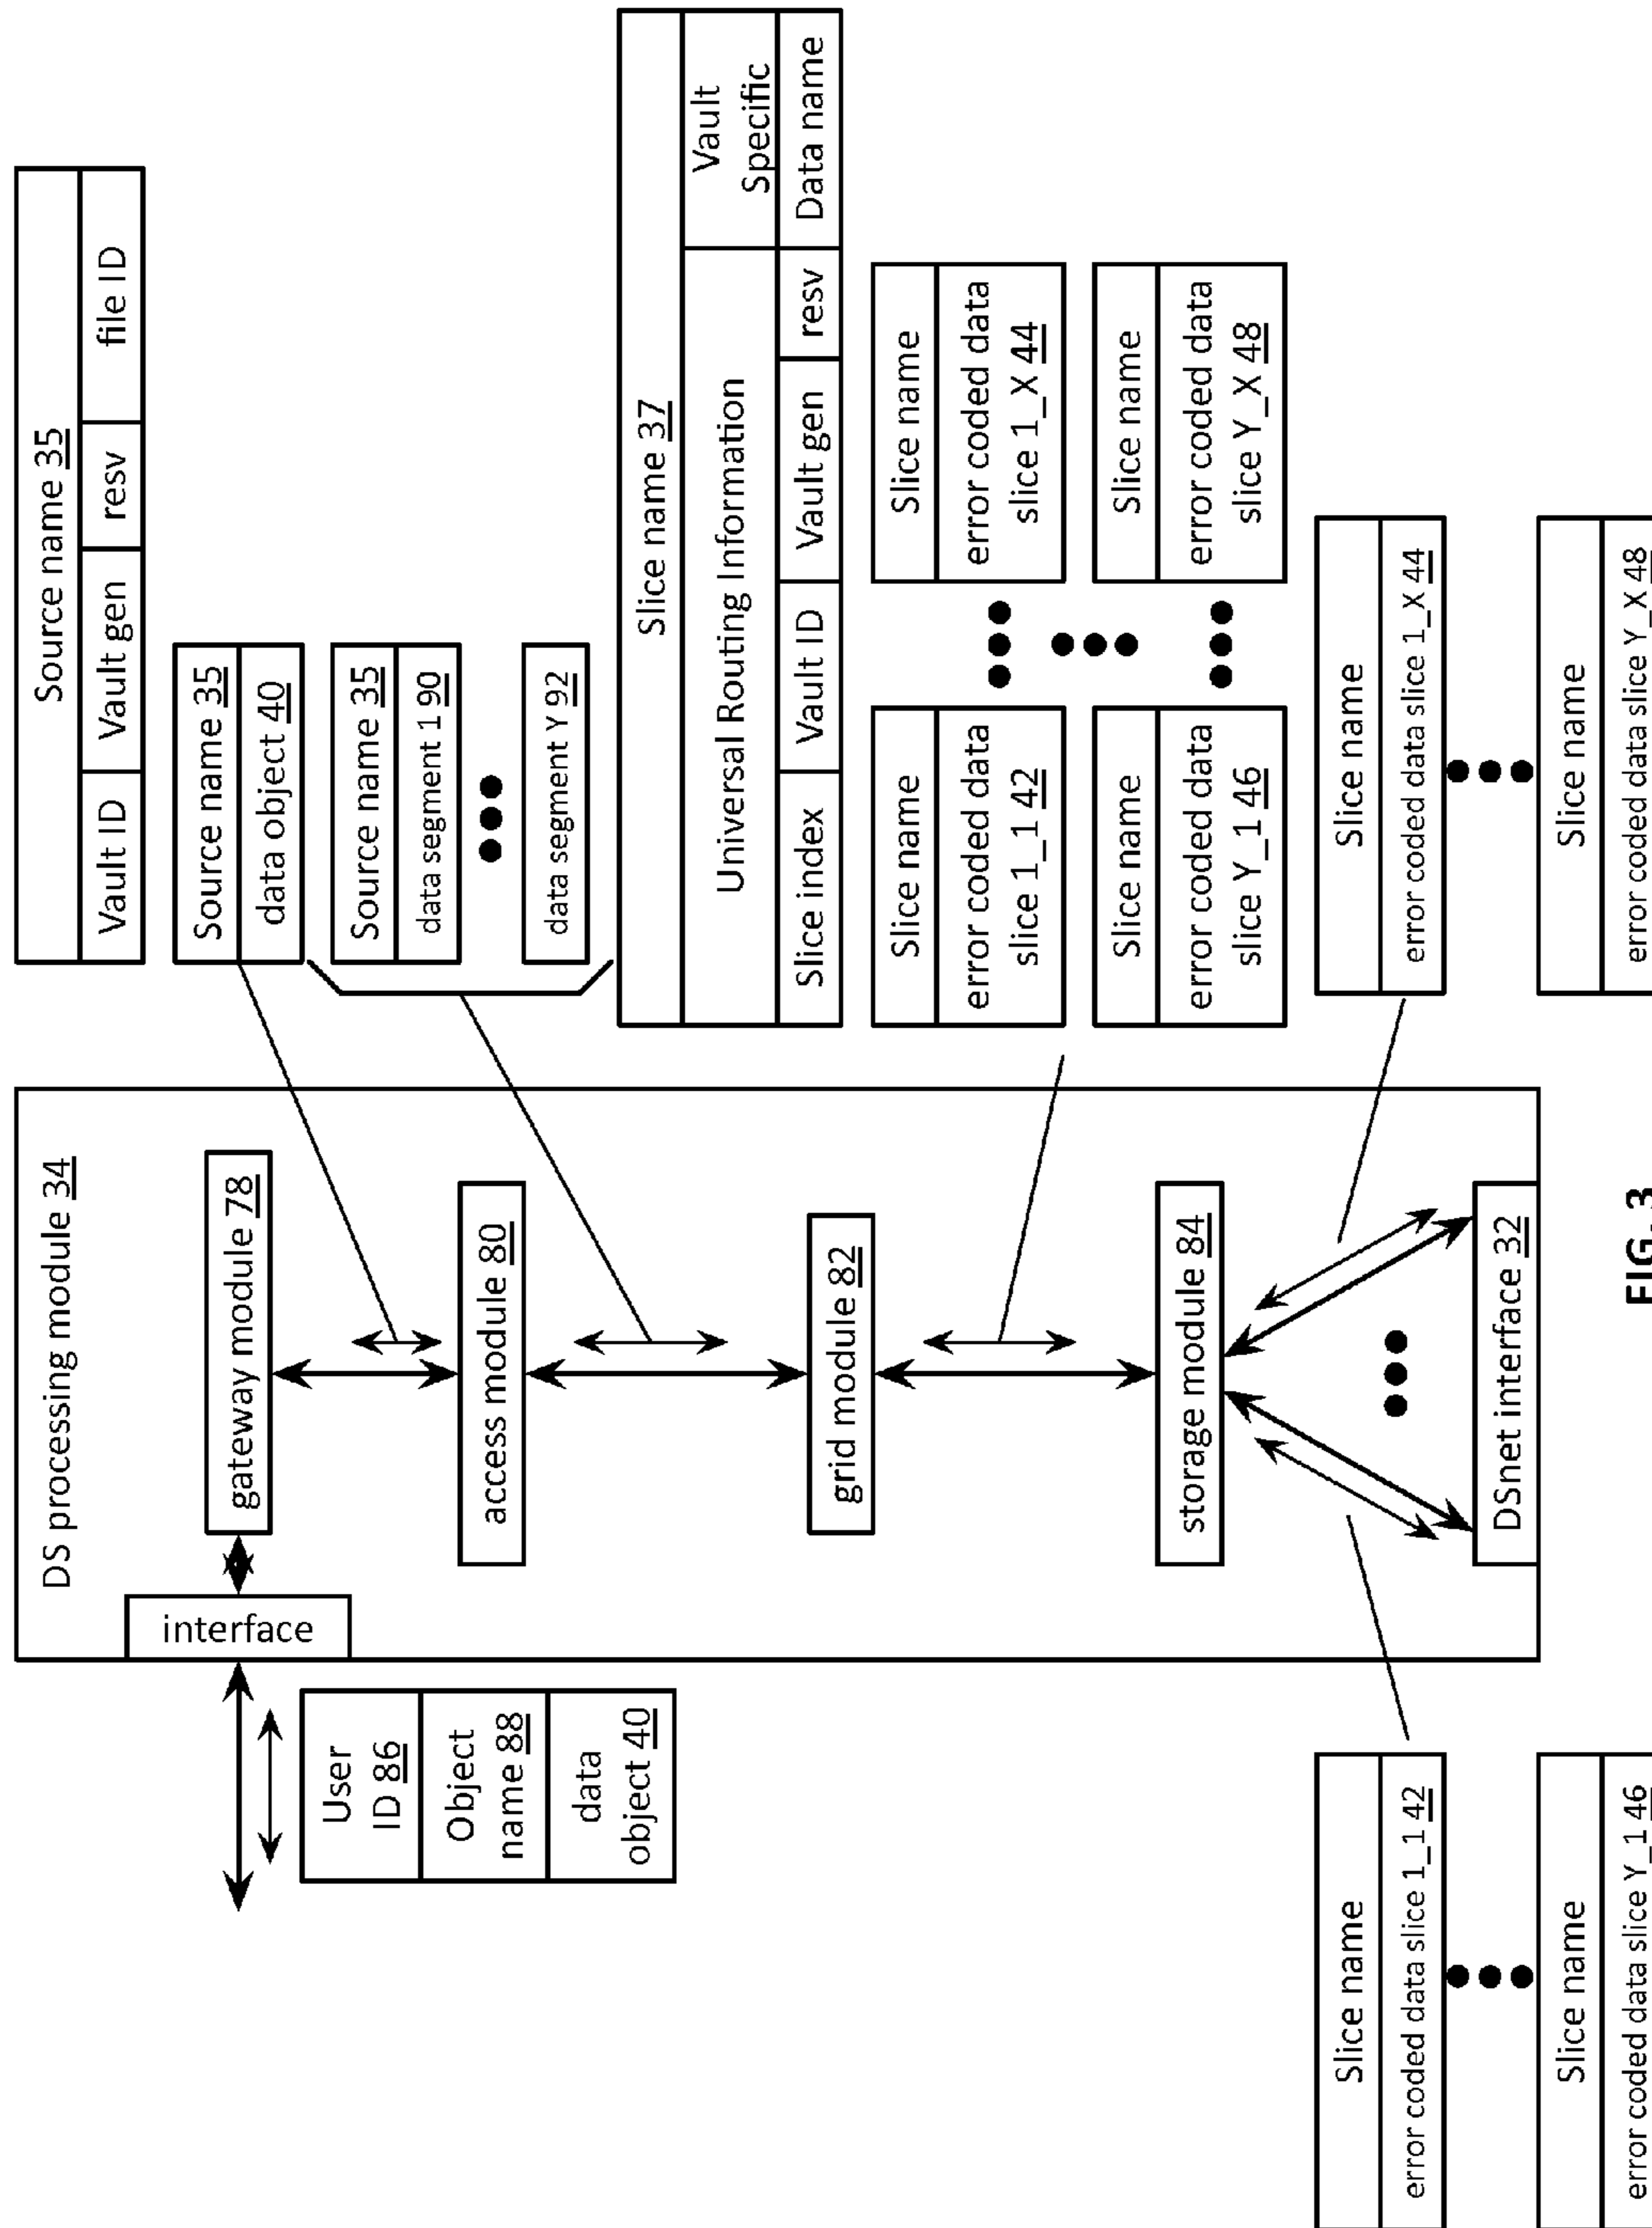 DS processing module 34
interface
gateway module 78
access module 80
grid module 82
storage module 84
DSnet interface 32
User
ID 86
Object
name 88
data
object 40
Source name 35
Vault ID
Vault gen
resv
file ID
Source name 35
data object 40
Source name 35
data segment 1 90
data segment Y 92
Slice name 37
Universal Routing Information
Vault
Specific
Slice index
Vault ID
Vault gen
resv
Data name
Slice name
error coded data
slice 1_1 42
Slice name
error coded data
slice 1_X 44
Slice name
error coded data
slice Y_1 46
Slice name
error coded data
slice Y_X 48
Slice name
error coded data slice 1_1 42
Slice name
error coded data slice Y_1 46
Slice name
error coded data slice 1_X 44
Slice name
error coded data slice Y_X 48
FIG. 3